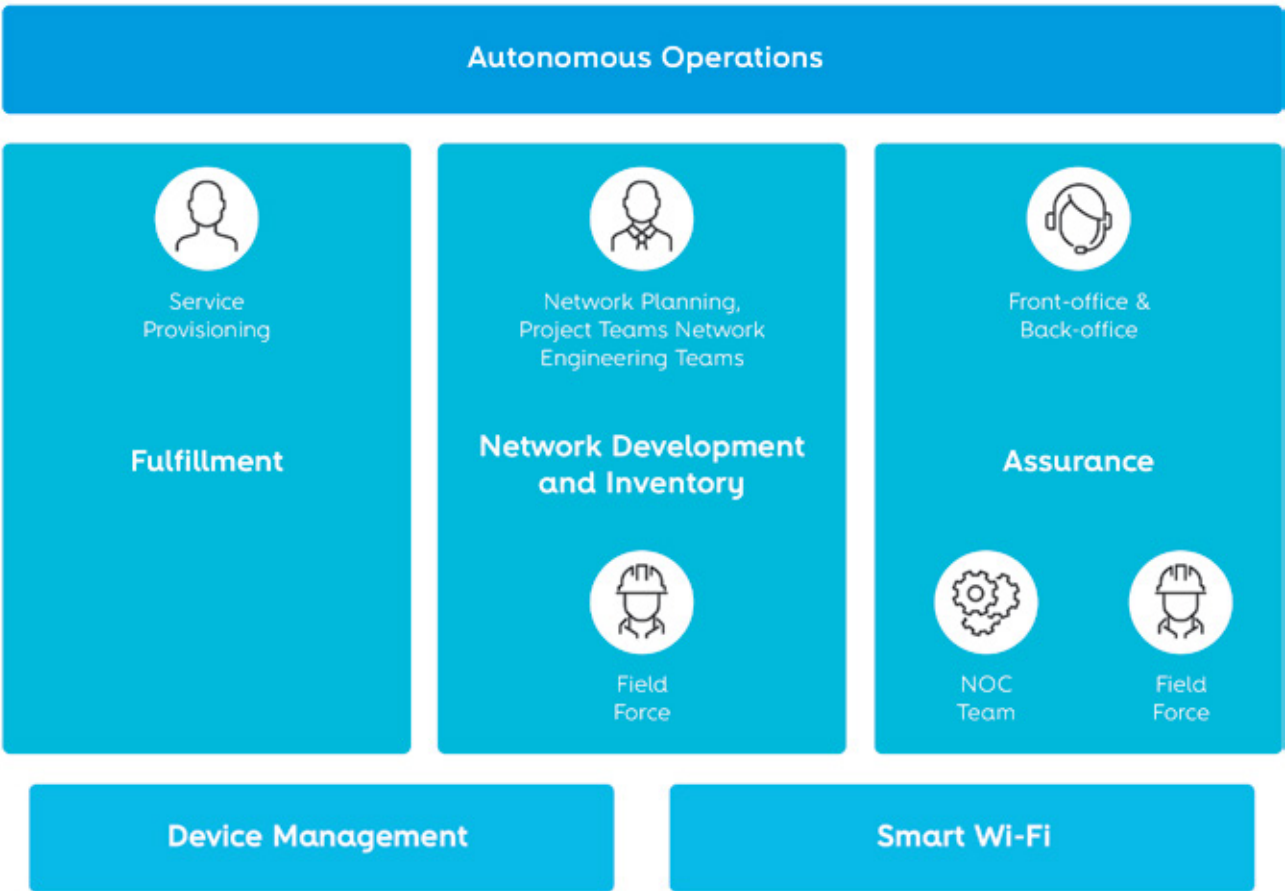 Autonomous Operations
Service
Provisioning
Fulfillment
Network Planning,
Project Teams Network
Engineering Teams
Network Development
and Inventory
Field
Force
Front-office &
Back-office
Assurance
NOC
Team
Field
Force
Device Management
Smart Wi-Fi